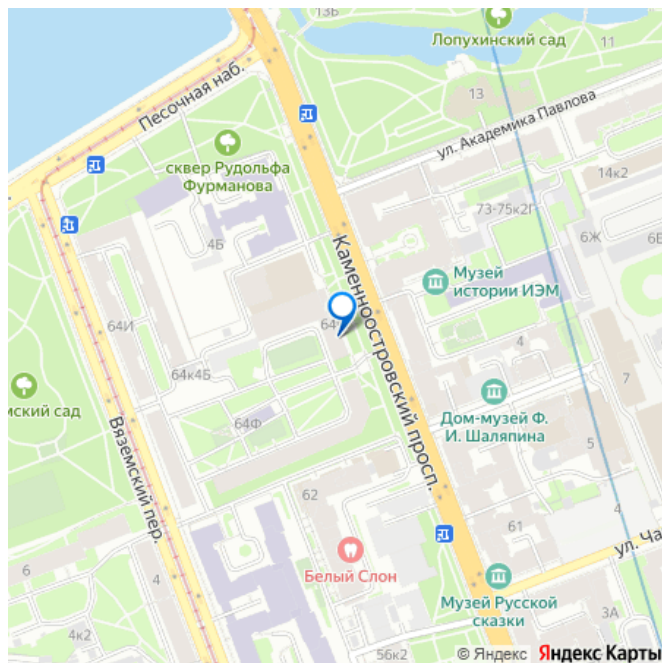 13Б
Лопухинский сад
11
Песочная наб.
13
ул. Академика Павлова
сквер Рудольфа
Фурманова
14к2
73-75к2Г
6Ж
4Б
Каменноостровский просп.
Музей
истории ИЭМ
64И
4
64к4Б
7
мский сад
Дом-музей Ф.
И. Шаляпина
64Ф
5
Вяземский пер.
62
4
61
ул. Ча
Белый Слон
6
4
Музей Русской
сказки
3А
4к2
56к2
© Яндекс Яндекс Карты